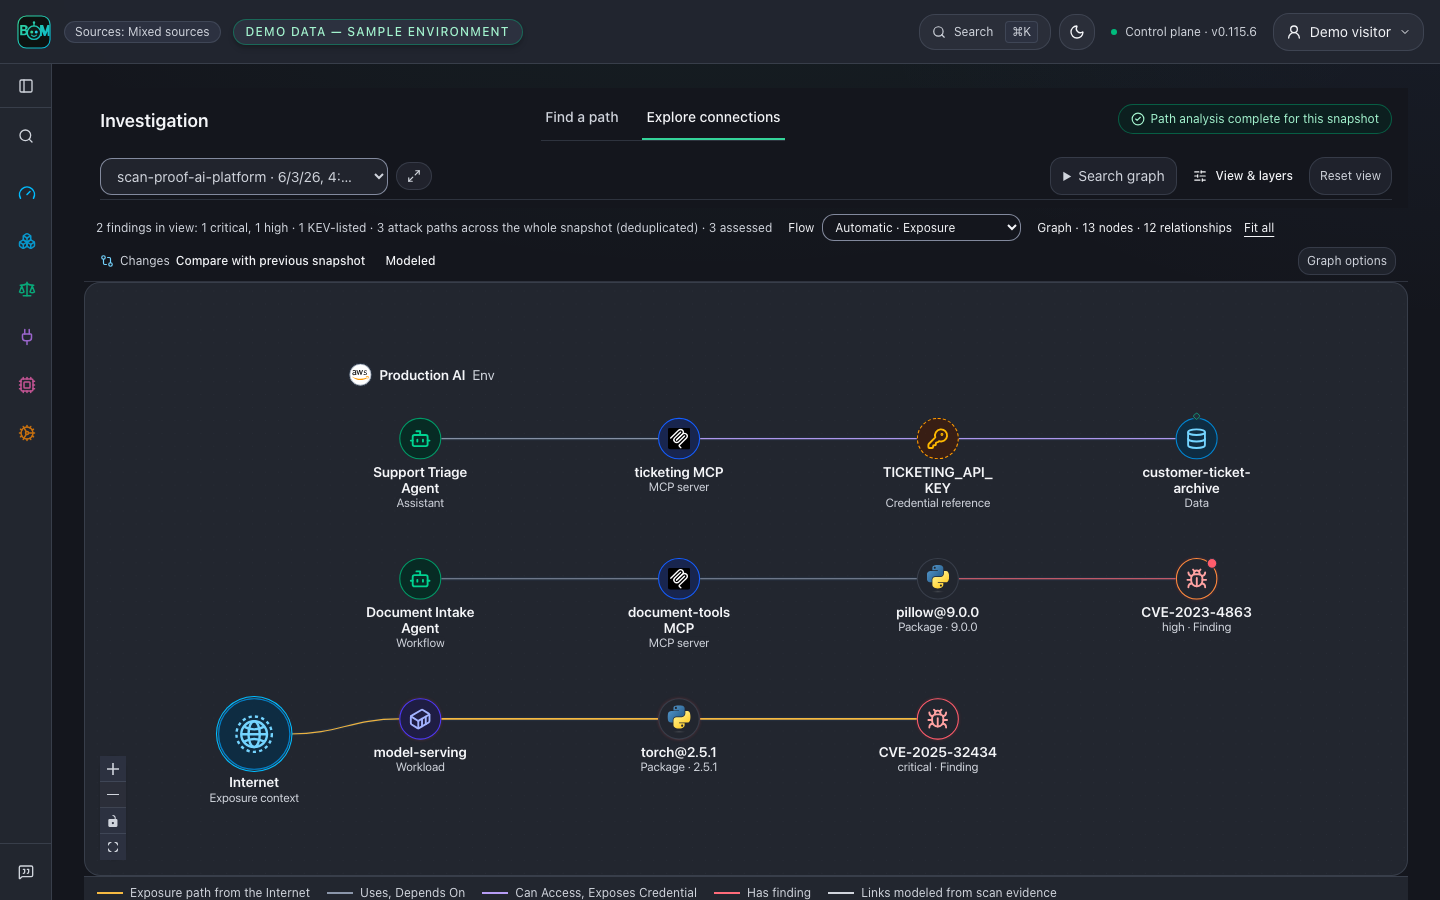 BOM
Sources: Mixed sources
DEMO DATA — SAMPLE ENVIRONMENT
Search ⌘K
Control plane · v0.115.6
Demo visitor
Investigation
Find a path
Explore connections
Path analysis complete for this snapshot
scan-proof-ai-platform · 6/3/26, 4:...
Search graph
View & layers
Reset view
2 findings in view: 1 critical, 1 high · 1 KEV-listed · 3 attack paths across the whole snapshot (deduplicated) · 3 assessed
Flow
Automatic · Exposure
Graph · 13 nodes · 12 relationships
Fit all
Changes
Compare with previous snapshot
Modeled
Graph options
aws
Production AI Env
Support Triage
Agent
Assistant
ticketing MCP
MCP server
TICKETING_API_
KEY
Credential reference
customer-ticket-
archive
Data
Document Intake
Agent
Workflow
document-tools
MCP
MCP server
pillow@9.0.0
Package · 9.0.0
CVE-2023-4863
high · Finding
Internet
Exposure context
model-serving
Workload
torch@2.5.1
Package · 2.5.1
CVE-2025-32434
critical · Finding
Exposure path from the Internet
Uses, Depends On
Can Access, Exposes Credential
Has finding
Links modeled from scan evidence